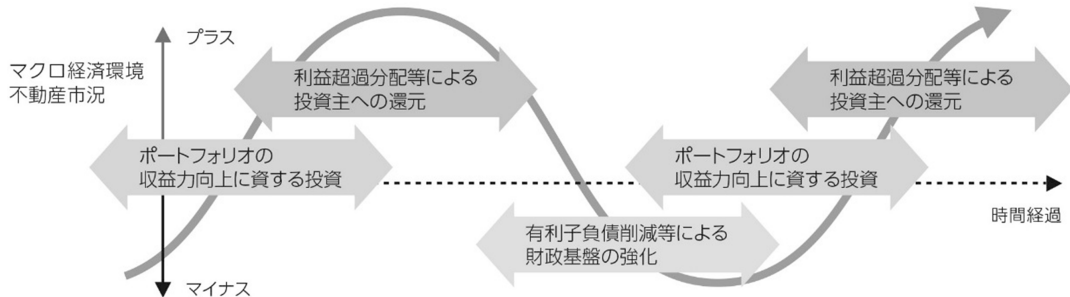 プラス
マクロ経済環境
不動産市況
利益超過分配等による
投資主への還元
利益超過分配等による
投資主への還元
ポートフォリオの
収益力向上に資する投資
ポートフォリオの
収益力向上に資する投資
時間経過
有利子負債削減等による
財政基盤の強化
マイナス